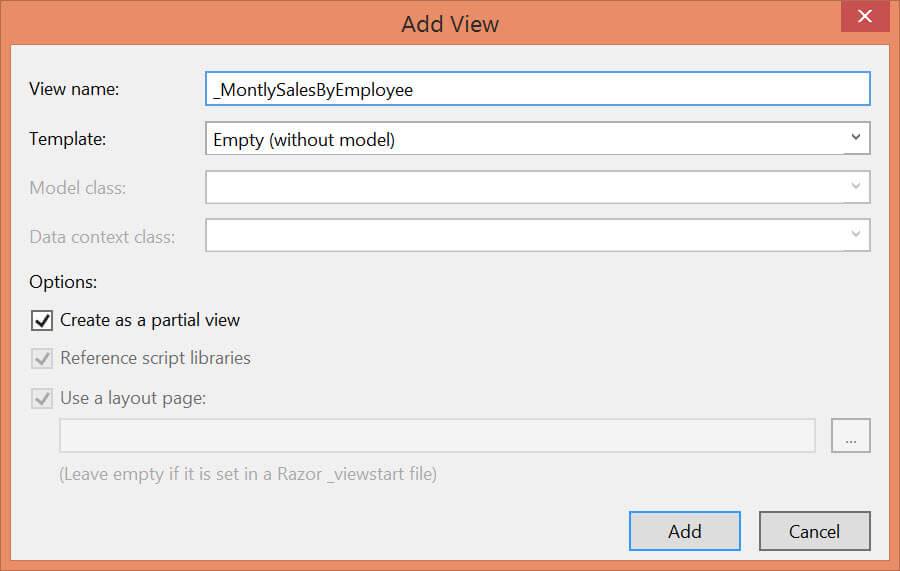 Add View
View name: _MontlySalesByEmployee
Template: Empty (without model)
Model class:
Data context class:
Options:
Create as a partial view
Reference script libraries
Use a layout page:
...
(Leave empty if it is set in a Razor _viewstart file)
Add Cancel